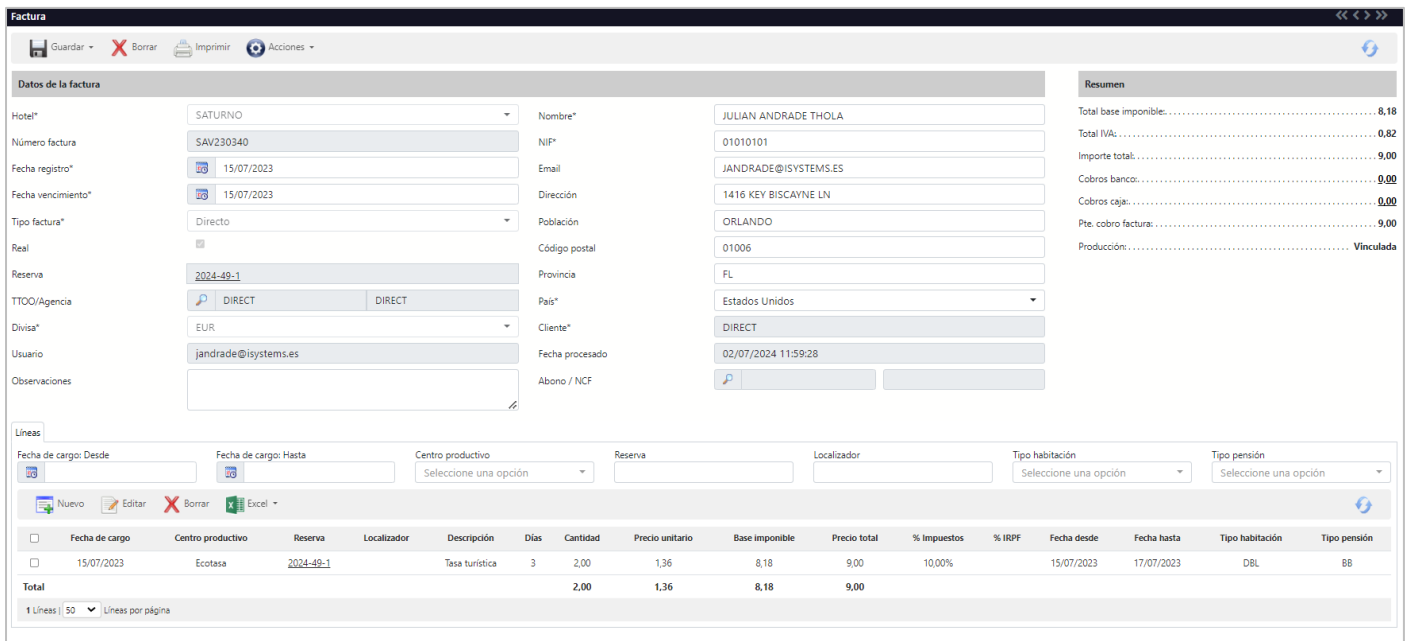 Factura
Guardar Borrar Imprimir Acciones
Datos de la factura
Hotel* SATURNO
Número factura SAV230340
Fecha registro* 15/07/2023
Fecha vencimiento* 15/07/2023
Tipo factura* Directo
Real
Reserva 2024-49-1
TTOO/Agencia DIRECT DIRECT
Divisa* EUR
Usuario jandrade@isystems.es
Observaciones
Nombre* JULIAN ANDRADE THOLA
NIF* 01010101
Email JANDRADE@ISYSTEMS.ES
Dirección 1416 KEY BISCAYNE LN
Población ORLANDO
Código postal 01006
Provincia FL
País* Estados Unidos
Cliente* DIRECT
Fecha procesado 02/07/2024 11:59:28
Abono / NCF
Resumen
Total base imponible: 8,18
Total IVA: 0,82
Importe total: 9,00
Cobros banco: 0,00
Cobros caja: 0,00
Pte. cobro factura: 9,00
Producción: Vinculada
Líneas
Fecha de cargo: Desde Fecha de cargo: Hasta Centro productivo Reserva Localizador Tipo habitación Tipo pensión
Seleccione una opción Seleccione una opción Seleccione una opción
Nuevo Editar Borrar Excel
Fecha de cargo Centro productivo Reserva Localizador Descripción Días Cantidad Precio unitario Base imponible Precio total % Impuestos % IRPF Fecha desde Fecha hasta Tipo habitación Tipo pensión
15/07/2023 Ecotasa 2024-49-1 Tasa turística 3 2,00 1,36 8,18 9,00 10,00% 15/07/2023 17/07/2023 DBL BB
Total 2,00 1,36 8,18 9,00
1 Líneas | 50 Líneas por página